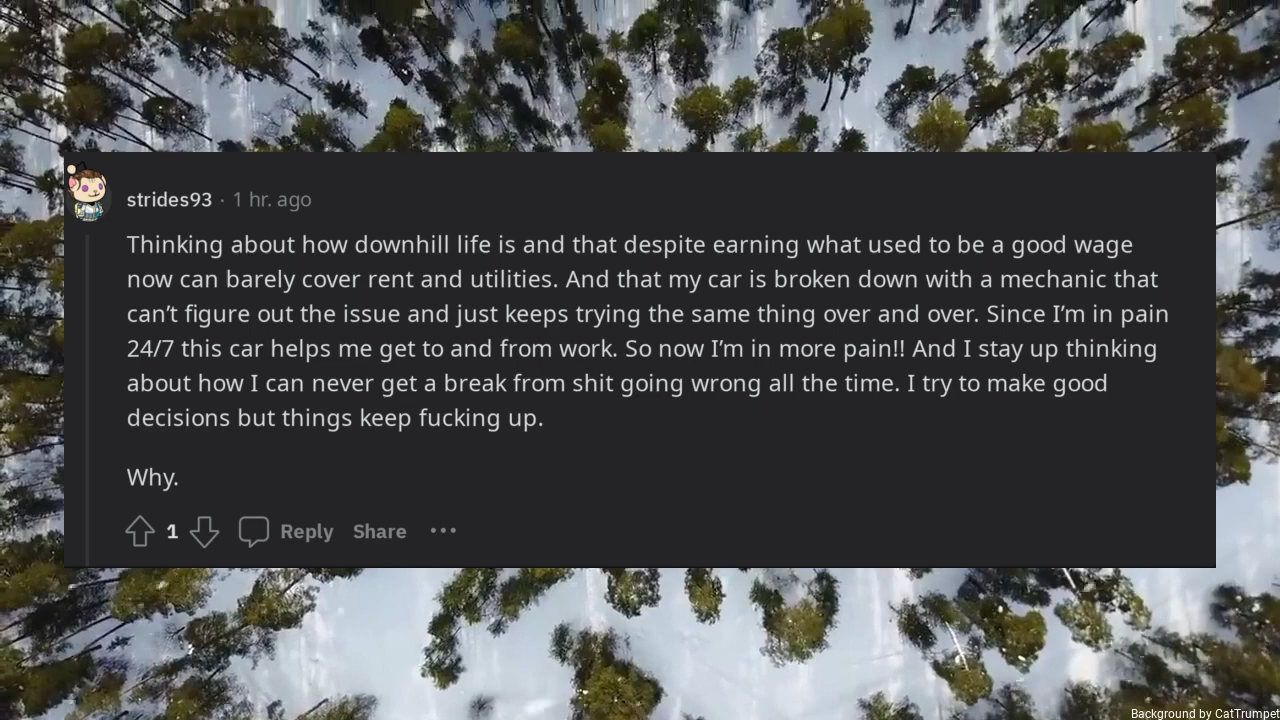 strides93 · 1 hr. ago
Thinking about how downhill life is and that despite earning what used to be a good wage
now can barely cover rent and utilities. And that my car is broken down with a mechanic that
can’t figure out the issue and just keeps trying the same thing over and over. Since I’m in pain
24/7 this car helps me get to and from work. So now I’m in more pain!! And I stay up thinking
about how I can never get a break from shit going wrong all the time. I try to make good
decisions but things keep fucking up.
Why.
1 Reply Share ···
Background by CatTrumpet